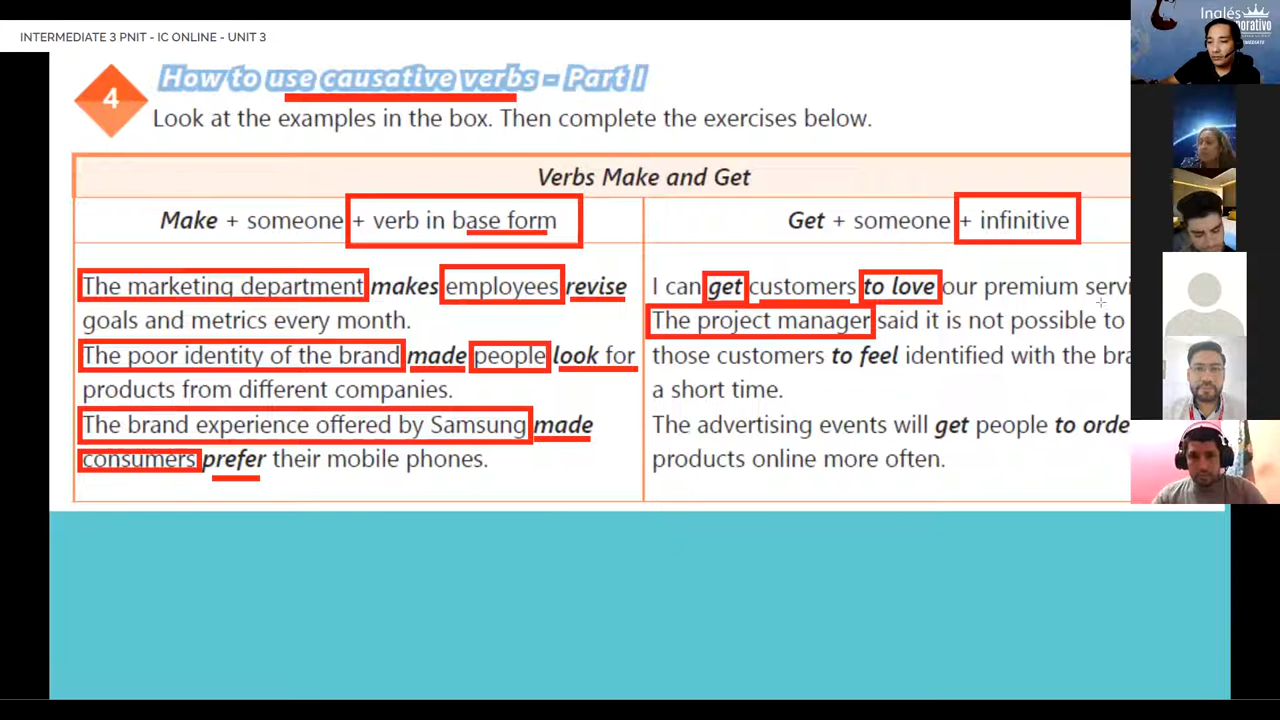 INTERMEDIATE 3 PNIT - IC ONLINE - UNIT 3
Inglés
4
How to use causative verbs - Part I
Look at the examples in the box. Then complete the exercises below.
Verbs Make and Get
Make + someone + verb in base form
Get + someone + infinitive
The marketing department makes employees revise
goals and metrics every month.
The poor identity of the brand made people look for
products from different companies.
The brand experience offered by Samsung made
consumers prefer their mobile phones.
I can get customers to love our premium servi
The project manager said it is not possible to
those customers to feel identified with the bra
a short time.
The advertising events will get people to orde
products online more often.